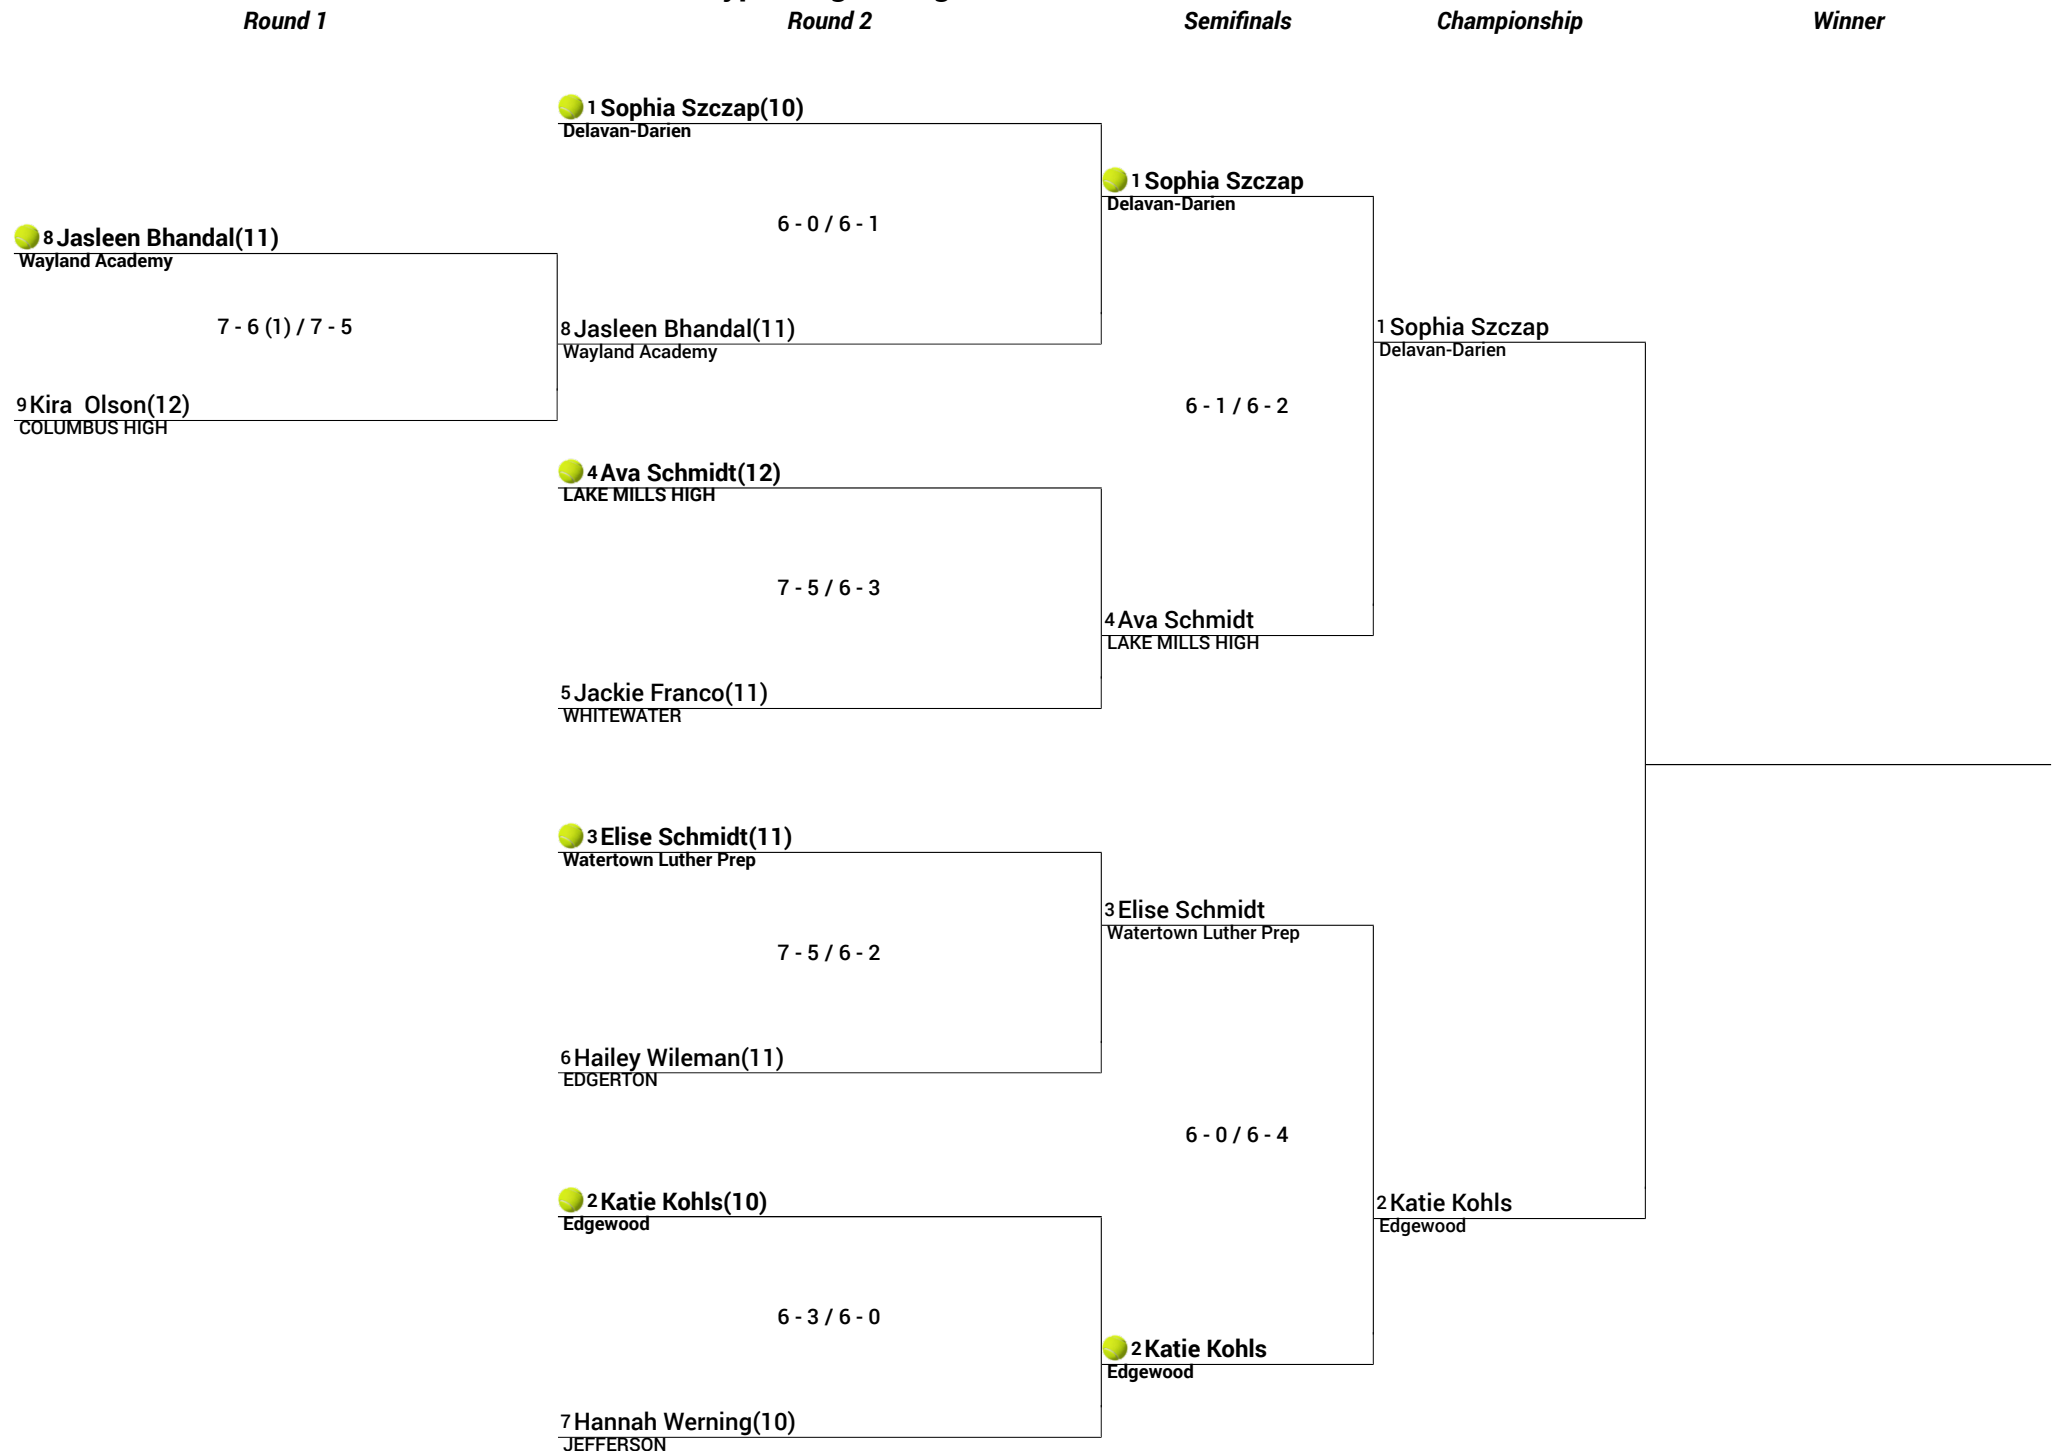 Round 1
Round 2
Semifinals
Championship
Winner
1 Sophia Szczap(10)
Delavan-Darien
6 - 0 / 6 - 1
8 Jasleen Bhandal(11)
Wayland Academy
7 - 6 (1) / 7 - 5
9 Kira  Olson(12)
COLUMBUS HIGH
8 Jasleen Bhandal(11)
Wayland Academy
1 Sophia Szczap
Delavan-Darien
6 - 1 / 6 - 2
1 Sophia Szczap
Delavan-Darien
4 Ava Schmidt(12)
LAKE MILLS HIGH
7 - 5 / 6 - 3
5 Jackie Franco(11)
WHITEWATER
4 Ava Schmidt
LAKE MILLS HIGH
3 Elise Schmidt(11)
Watertown Luther Prep
7 - 5 / 6 - 2
6 Hailey Wileman(11)
EDGERTON
3 Elise Schmidt
Watertown Luther Prep
6 - 0 / 6 - 4
2 Katie Kohls(10)
Edgewood
6 - 3 / 6 - 0
7 Hannah Werning(10)
JEFFERSON
2 Katie Kohls
Edgewood
2 Katie Kohls
Edgewood